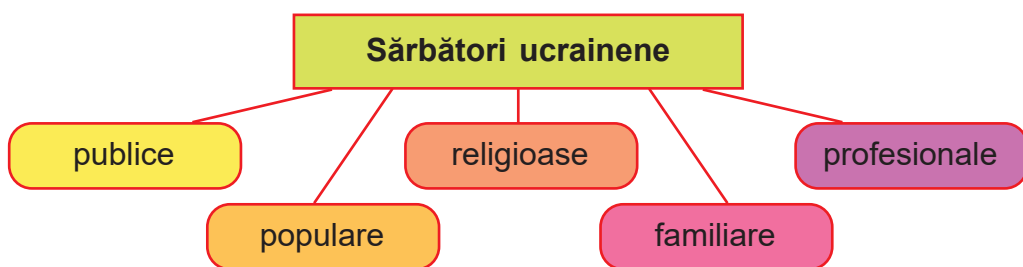 Sărbători ucrainene
publice
religioase
profesionale
populare
familiare